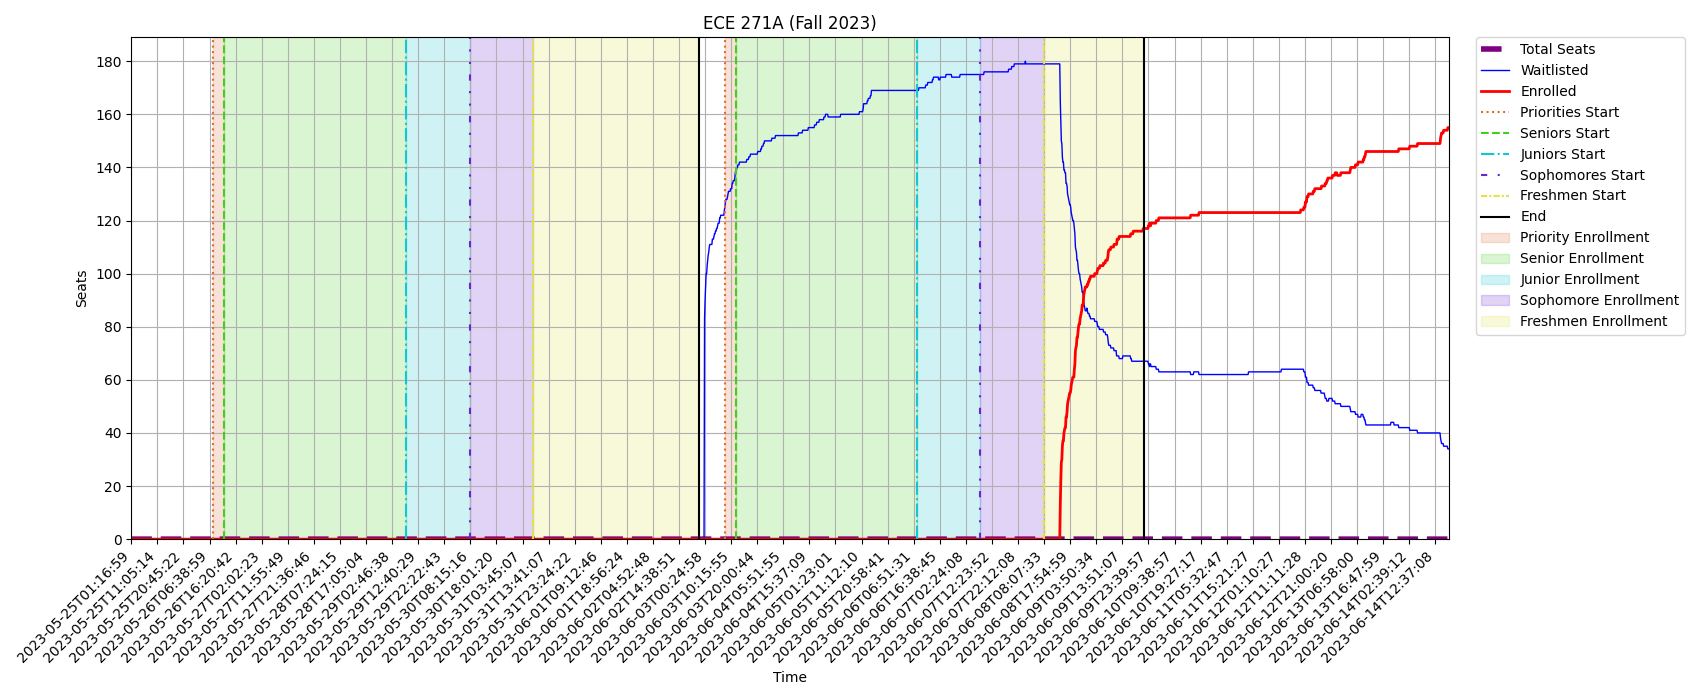 ECE 271A (Fall 2023)
Seats
180
160
140
120
100
80
60
40
20
0
2023-05-25T01:16:59
2023-05-25T11:05:14
2023-05-25T20:45:22
2023-05-26T06:38:59
2023-05-26T16:20:42
2023-05-27T02:02:23
2023-05-27T11:55:49
2023-05-27T21:36:46
2023-05-28T07:24:15
2023-05-28T17:05:04
2023-05-29T02:46:38
2023-05-29T12:40:29
2023-05-29T22:22:43
2023-05-30T08:15:16
2023-05-30T18:01:20
2023-05-31T03:45:07
2023-05-31T13:41:07
2023-05-31T23:24:22
2023-06-01T09:12:46
2023-06-01T18:56:24
2023-06-02T04:52:48
2023-06-02T14:38:51
2023-06-03T00:24:58
2023-06-03T10:15:55
2023-06-03T20:00:44
2023-06-04T05:51:55
2023-06-04T15:37:09
2023-06-05T01:23:01
2023-06-05T11:12:10
2023-06-05T20:58:41
2023-06-06T06:51:31
2023-06-06T16:38:45
2023-06-07T02:24:08
2023-06-07T12:23:52
2023-06-07T22:12:08
2023-06-08T08:07:33
2023-06-08T17:54:59
2023-06-09T03:50:34
2023-06-09T13:51:07
2023-06-09T23:39:57
2023-06-10T09:38:57
2023-06-10T19:27:17
2023-06-11T05:32:47
2023-06-11T15:21:27
2023-06-12T01:10:27
2023-06-12T11:11:28
2023-06-12T21:00:20
2023-06-13T06:58:00
2023-06-13T16:47:59
2023-06-14T02:39:12
2023-06-14T12:37:08
Time
Total Seats
Waitlisted
Enrolled
Priorities Start
Seniors Start
Juniors Start
Sophomores Start
Freshmen Start
End
Priority Enrollment
Senior Enrollment
Junior Enrollment
Sophomore Enrollment
Freshmen Enrollment